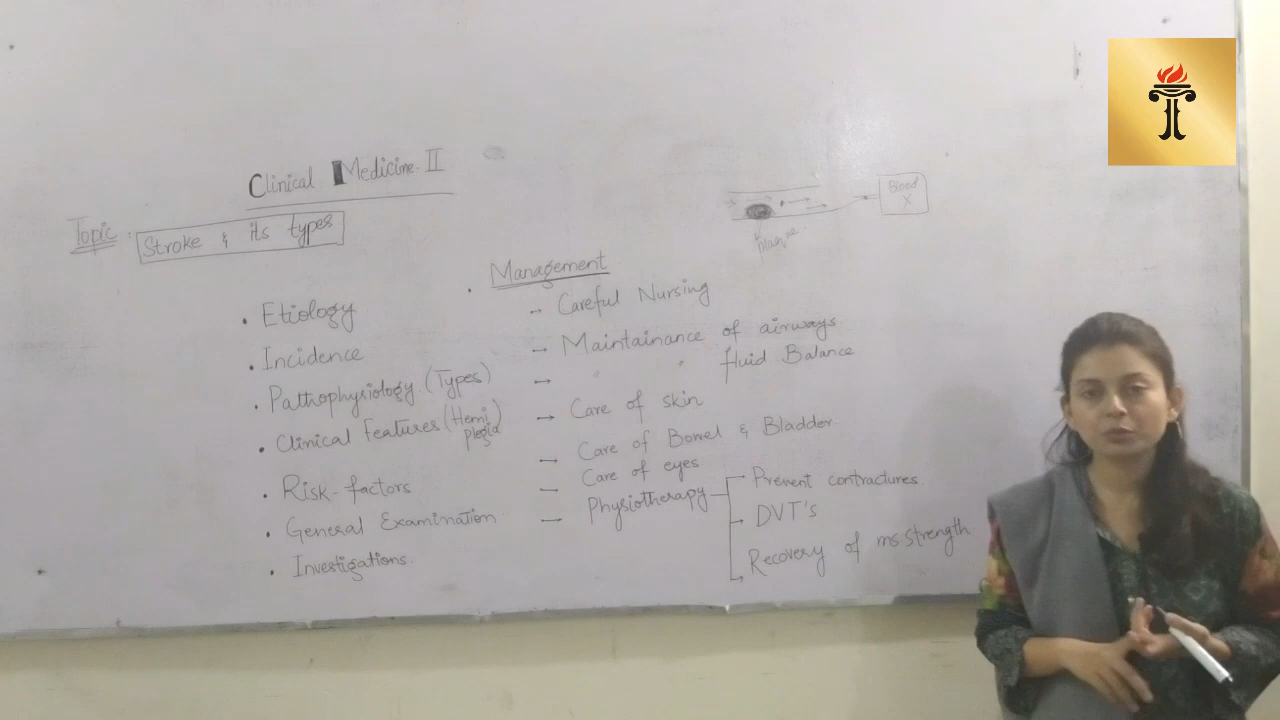 Clinical Medicine-II
Topic : Stroke & its types
• Etiology
• Incidence
• Pathophysiology (Types)
• Clinical features (Hemi
plegia)
• Risk-factors
• General Examination
• Investigations.
• Management
→ Careful Nursing
→ Maintainance of airways
→ " " fluid Balance
→ Care of skin
→ Care of Bowel & Bladder
→ Care of eyes
→ Physiotherapy
→ Prevent contractures.
→ DVT's
→ Recovery of ms. strength
Blood
X